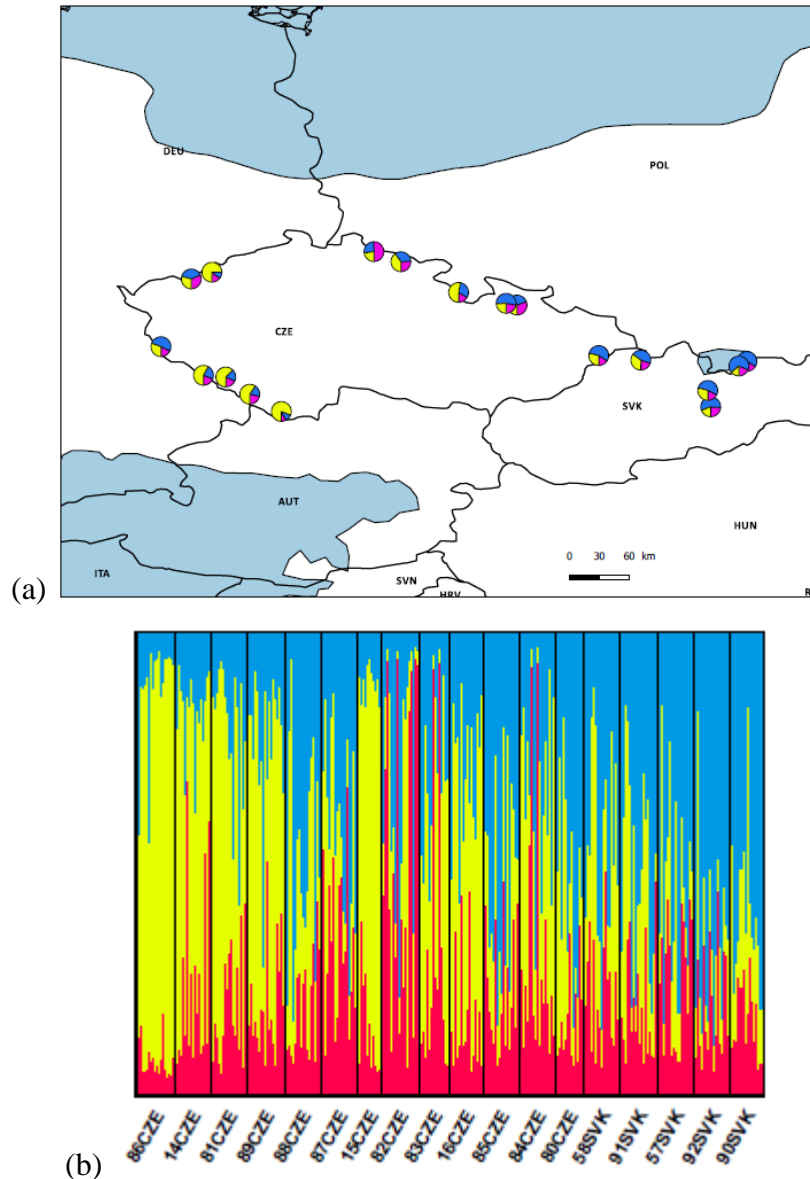 DEU
POL
CZE
SVK
AUT
HUN
ITA
SVN
HRV
R
0 30 60 km
(a)
86CZE 14CZE 81CZE 89CZE 88CZE 87CZE 15CZE 82CZE 83CZE 16CZE 85CZE 84CZE 80CZE 58SVK 91SVK 57SVK 92SVK 90SVK
(b)